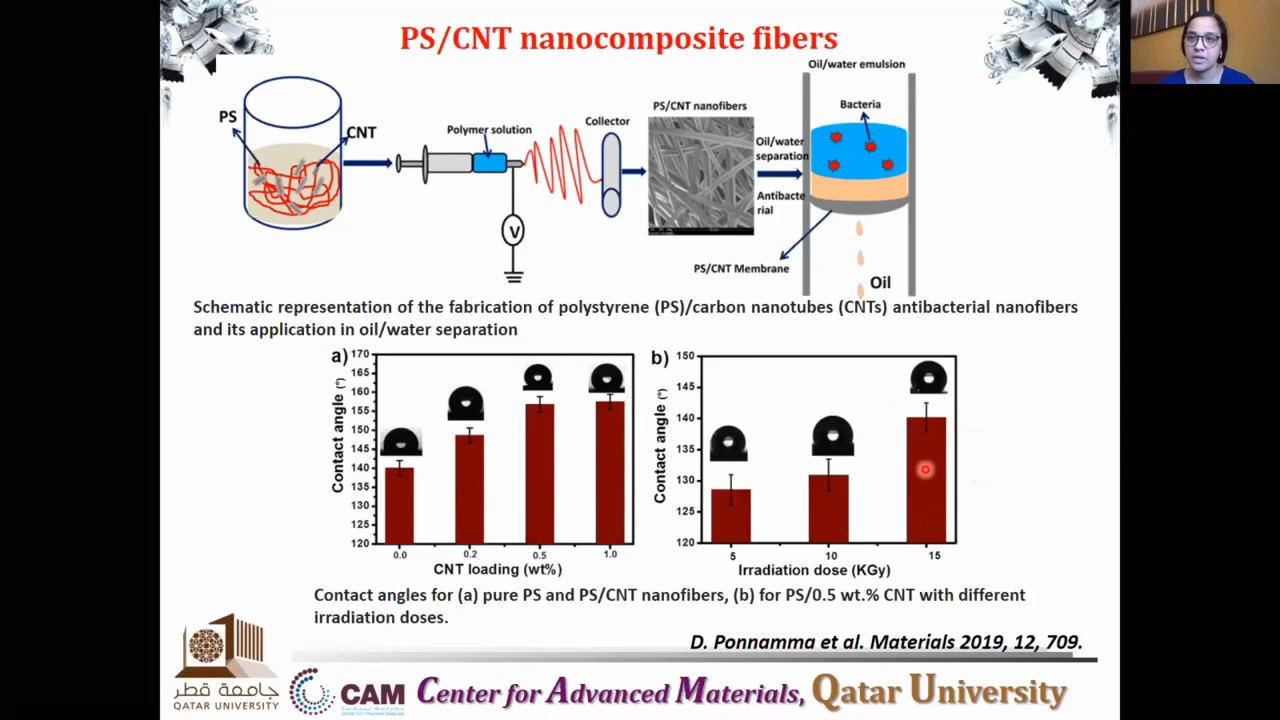 PS/CNT nanocomposite fibers
PS
CNT
Polymer solution
V
Collector
PS/CNT nanofibers
Oil/water
separation
Antibacte
rial
Oil/water emulsion
Bacteria
PS/CNT Membrane
Oil
Schematic representation of the fabrication of polystyrene (PS)/carbon nanotubes (CNTs) antibacterial nanofibers
and its application in oil/water separation
a)
Contact angle (°)
170
165
160
155
150
145
140
135
130
125
120
0.0 0.2 0.5 1.0
CNT loading (wt%)
b)
Contact angle (°)
150
145
140
135
130
125
120
5 10 15
Irradiation dose (KGy)
Contact angles for (a) pure PS and PS/CNT nanofibers, (b) for PS/0.5 wt.% CNT with different
irradiation doses.
D. Ponnamma et al. Materials 2019, 12, 709.
جامعة قطر
QATAR UNIVERSITY
CAM
Center for Advanced Materials
Center for Advanced Materials, Qatar University